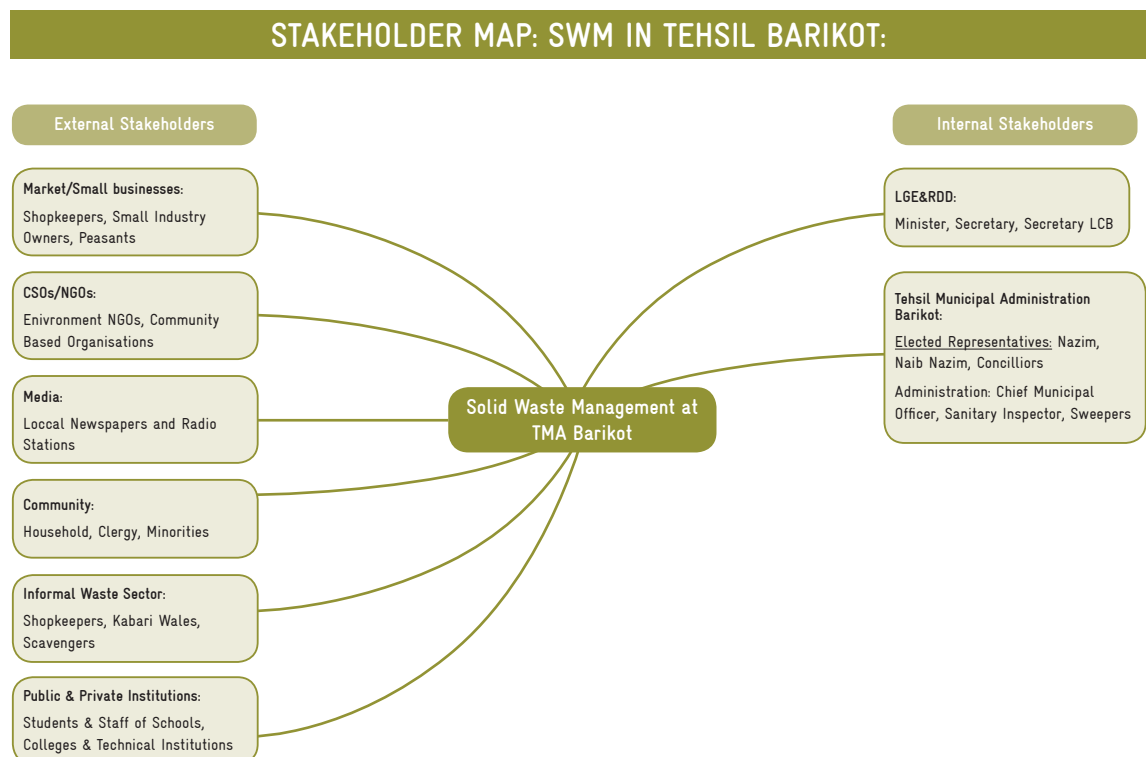 STAKEHOLDER MAP: SWM IN TEHSIL BARIKOT:
External Stakeholders
Market/Small businesses:
Shopkeepers, Small Industry
Owners, Peasants
CSOs/NGOs:
Enivronment NGOs, Community
Based Organisations
Media:
Loccal Newspapers and Radio
Stations
Community:
Household, Clergy, Minorities
Informal Waste Sector:
Shopkeepers, Kabari Wales,
Scavengers
Public & Private Institutions:
Students & Staff of Schools,
Colleges & Technical Institutions
Solid Waste Management at
TMA Barikot
Internal Stakeholders
LGE&RDD:
Minister, Secretary, Secretary LCB
Tehsil Municipal Administration
Barikot:
Elected Representatives: Nazim,
Naib Nazim, Concilliors
Administration: Chief Municipal
Officer, Sanitary Inspector, Sweepers